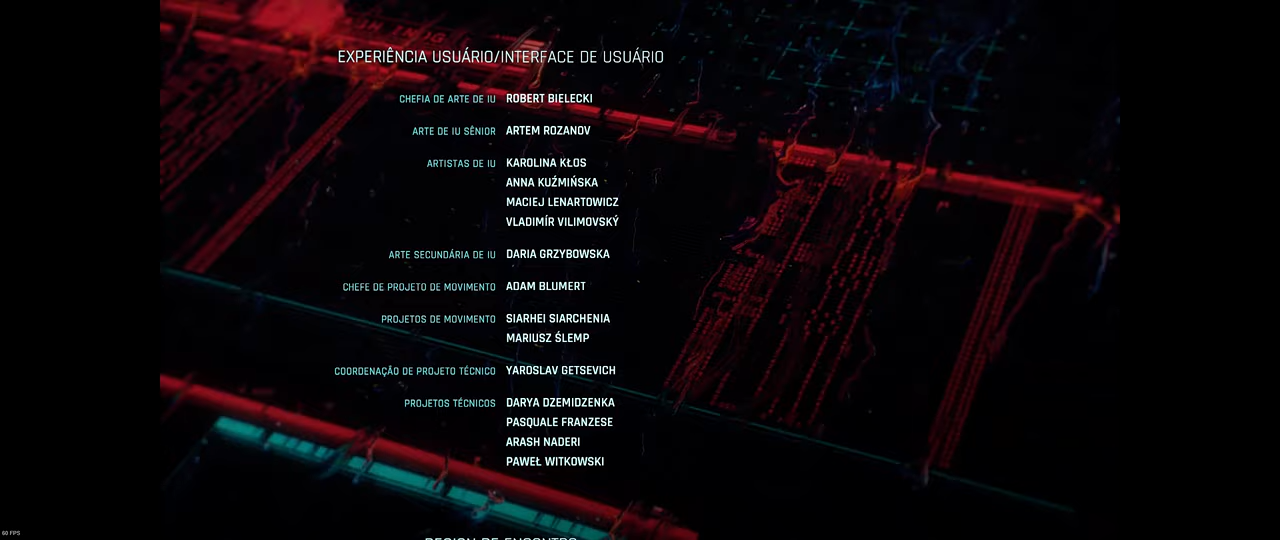 EXPERIÊNCIA USUÁRIO/INTERFACE DE USUÁRIO
CHEFIA DE ARTE DE IU ROBERT BIELECKI
ARTE DE IU SÊNIOR ARTEM ROZANOV
ARTISTAS DE IU KAROLINA KŁOS
ANNA KUŹMIŃSKA
MACIEJ LENARTOWICZ
VLADIMÍR VILIMOVSKÝ
ARTE SECUNDÁRIA DE IU DARIA GRZYBOWSKA
CHEFE DE PROJETO DE MOVIMENTO ADAM BLUMERT
PROJETOS DE MOVIMENTO SIARHEI SIARCHENIA
MARIUSZ ŚLEMP
COORDENAÇÃO DE PROJETO TÉCNICO YAROSLAV GETSEVICH
PROJETOS TÉCNICOS DARYA DZEMIDZENKA
PASQUALE FRANZESE
ARASH NADERI
PAWEŁ WITKOWSKI
DE ENCONTRO
60 FPS